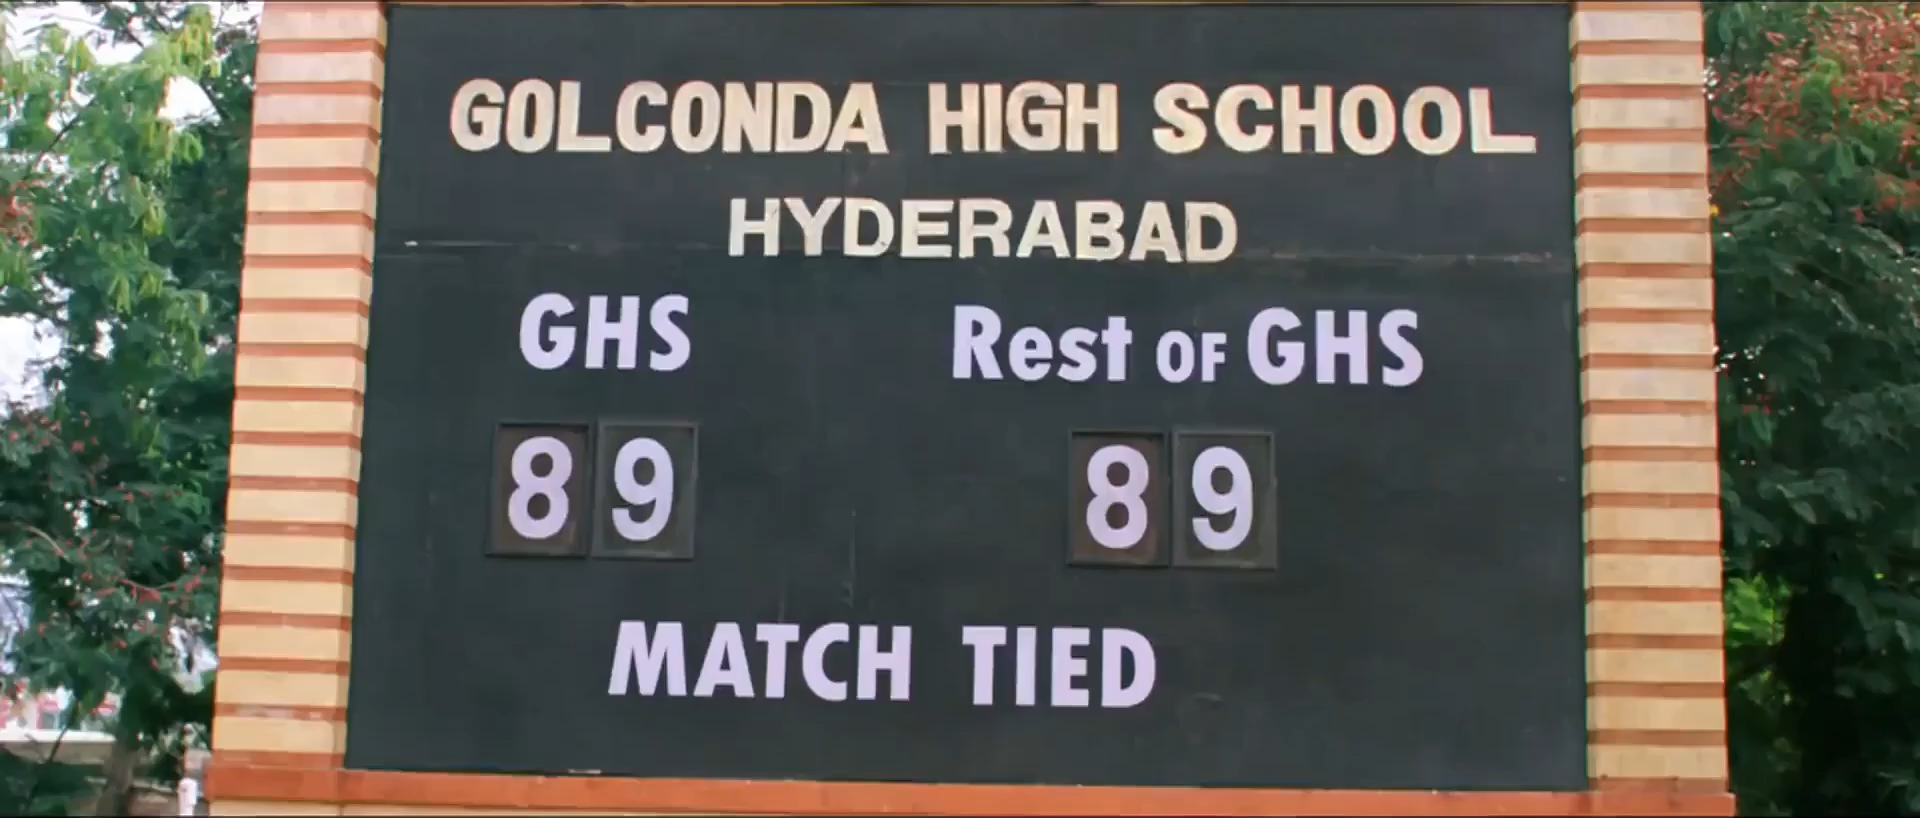 GOLCONDA HIGH SCHOOL
HYDERABAD
GHS Rest OF GHS
89 89
MATCH TIED